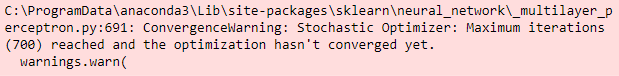 C:\ProgramData\anaconda3\Lib\site-packages\sklearn\neural_network\_multilayer_p
erceptron.py:691: ConvergenceWarning: Stochastic Optimizer: Maximum iterations
(700) reached and the optimization hasn't converged yet.
  warnings.warn(